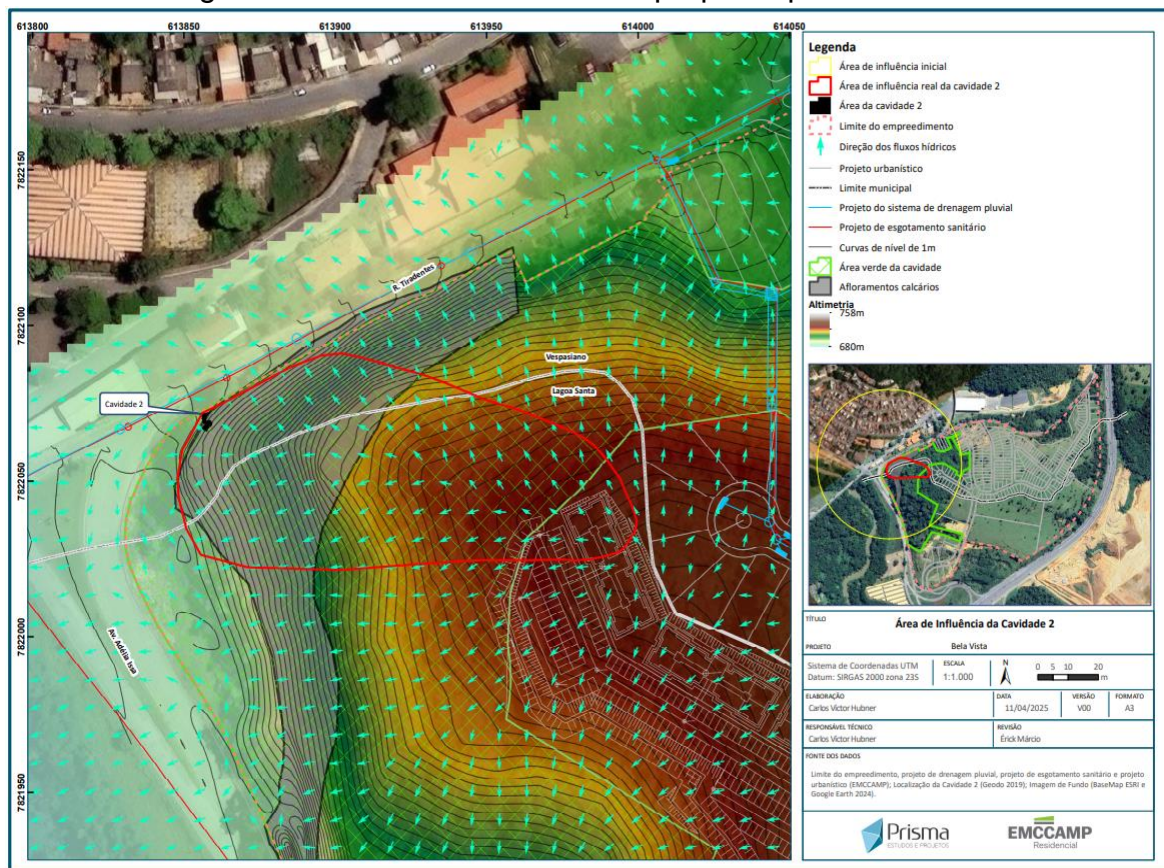 613800
613850
613900
613950
614000
614050
7822150
7822100
7822050
7822000
7821950
R. Tiradentes
Vespasiano
Lagoa Santa
Cavidade 2
Av. Adélia Issa
Legenda
Área de influência inicial
Área de influência real da cavidade 2
Área da cavidade 2
Limite do empreedimento
Direção dos fluxos hídricos
Projeto urbanístico
Limite municipal
Projeto do sistema de drenagem pluvial
Projeto de esgotamento sanitário
Curvas de nível de 1m
Área verde da cavidade
Afloramentos calcários
Altimetria
758m
680m
TÍTULO
Área de Influência da Cavidade 2
PROJETO
Bela Vista
Sistema de Coordenadas UTM
Datum: SIRGAS 2000 zona 23S
ESCALA
1:1.000
N
0 5 10 20
m
ELABORAÇÃO
Carlos Victor Hubner
DATA
11/04/2025
VERSÃO
V00
FORMATO
A3
RESPONSÁVEL TÉCNICO
Carlos Victor Hubner
REVISÃO
Érick Márcio
FONTE DOS DADOS
Limite do empreedimento, projeto de drenagem pluvial, projeto de esgotamento sanitário e projeto
urbanístico (EMCCAMP); Localização da Cavidade 2 (Geodo 2019); Imagem de Fundo (BaseMap ESRI e
Google Earth 2024).
Prisma
ESTUDOS E PROJETOS
EMCCAMP
Residencial